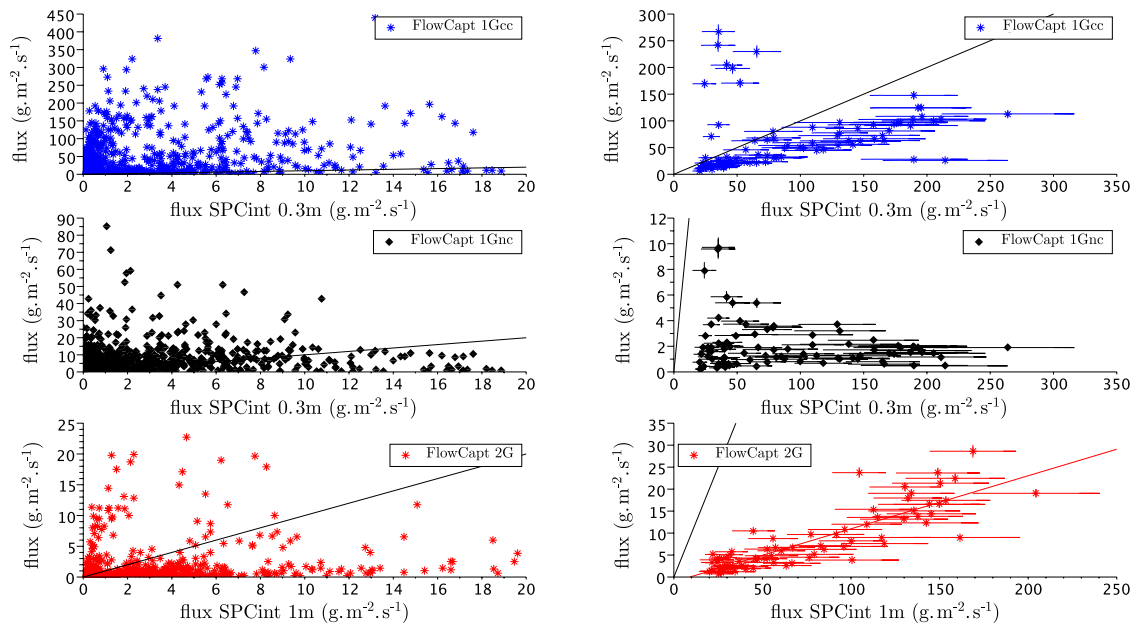 flux (g.m⁻².s⁻¹)
450
400
350
300
250
200
150
100
50
0
FlowCapt 1Gcc
0 2 4 6 8 10 12 14 16 18 20
flux SPCint 0.3m (g.m⁻².s⁻¹)
flux (g.m⁻².s⁻¹)
300
250
200
150
100
50
0
FlowCapt 1Gcc
0 50 100 150 200 250 300 350
flux SPCint 0.3m (g.m⁻².s⁻¹)
flux (g.m⁻².s⁻¹)
90
80
70
60
50
40
30
20
10
0
FlowCapt 1Gnc
0 2 4 6 8 10 12 14 16 18 20
flux SPCint 0.3m (g.m⁻².s⁻¹)
flux (g.m⁻².s⁻¹)
12
10
8
6
4
2
0
FlowCapt 1Gnc
0 50 100 150 200 250 300 350
flux SPCint 0.3m (g.m⁻².s⁻¹)
flux (g.m⁻².s⁻¹)
25
20
15
10
5
0
FlowCapt 2G
0 2 4 6 8 10 12 14 16 18 20
flux SPCint 1m (g.m⁻².s⁻¹)
flux (g.m⁻².s⁻¹)
35
30
25
20
15
10
5
0
FlowCapt 2G
0 50 100 150 200 250
flux SPCint 1m (g.m⁻².s⁻¹)